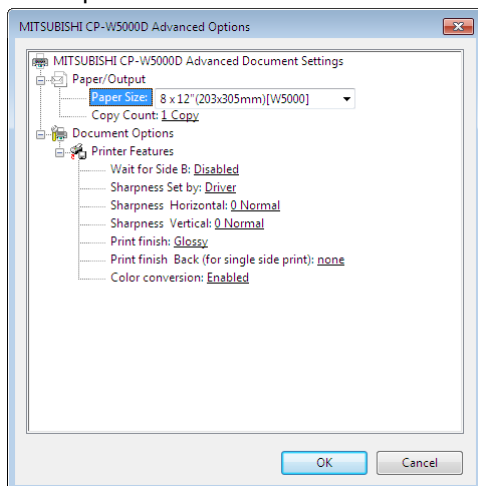 MITSUBISHI CP-W5000D Advanced Options
MITSUBISHI CP-W5000D Advanced Document Settings
Paper/Output
Paper Size: 8 x 12"(203x305mm)[W5000]
Copy Count: 1 Copy
Document Options
Printer Features
Wait for Side B: Disabled
Sharpness Set by: Driver
Sharpness Horizontal: 0 Normal
Sharpness Vertical: 0 Normal
Print finish: Glossy
Print finish Back (for single side print): none
Color conversion: Enabled
OK Cancel